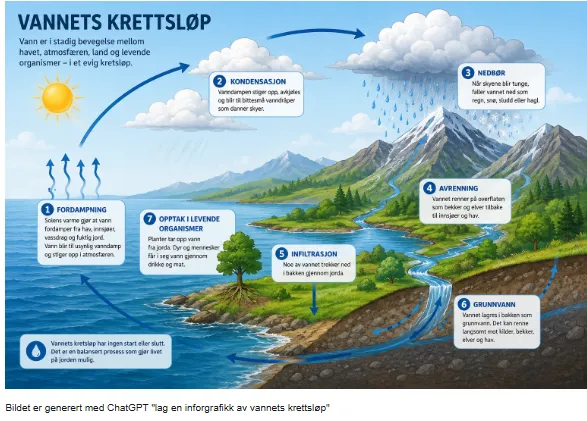 VANNETS KRETTSLØP
Vann er i stadig bevegelse mellom
havet, atmosfæren, land og levende
organismer – i et evig kretsløp.
1 FORDAMPNING
Solens varme gjør at vann
fordamper fra hav, innsjøer,
vassdrag og fuktig jord.
Vann ble til usynlig vanndamp
og stiger opp i atmosfæren.
2 KONDENSASJON
Vanndampen stiger opp, avkjøles
og blir til bittesmå vanndråper
som danner skyer.
3 NEDBØR
Når skyene blir tunge,
faller vannet ned som
regn, snø, sludd eller hagl.
4 AVRENNING
Vannet renner på overflaten
som bekker og elver tilbake
til innsjøer og hav.
5 INFILTRASJON
Noe av vannet trekker ned
i bakken gjennom jorda.
6 GRUNNVANN
Vannet lagres i bakken som
grunnvann. Det kan renne
langsomt mot kilder, bekker,
elver og hav.
7 OPPTAK I LEVENDE
ORGANISMER
Planter tar opp vann
fra jorda. Dyr og mennesker
får i seg vann gjennom
drikke og mat.
Vannets kretsløp har ingen start eller slutt.
Det er en balansert prosess som gjør livet
på jorden mulig.
Bildet er generert med ChatGPT "lag en inforgrafikk av vannets krettsløp"